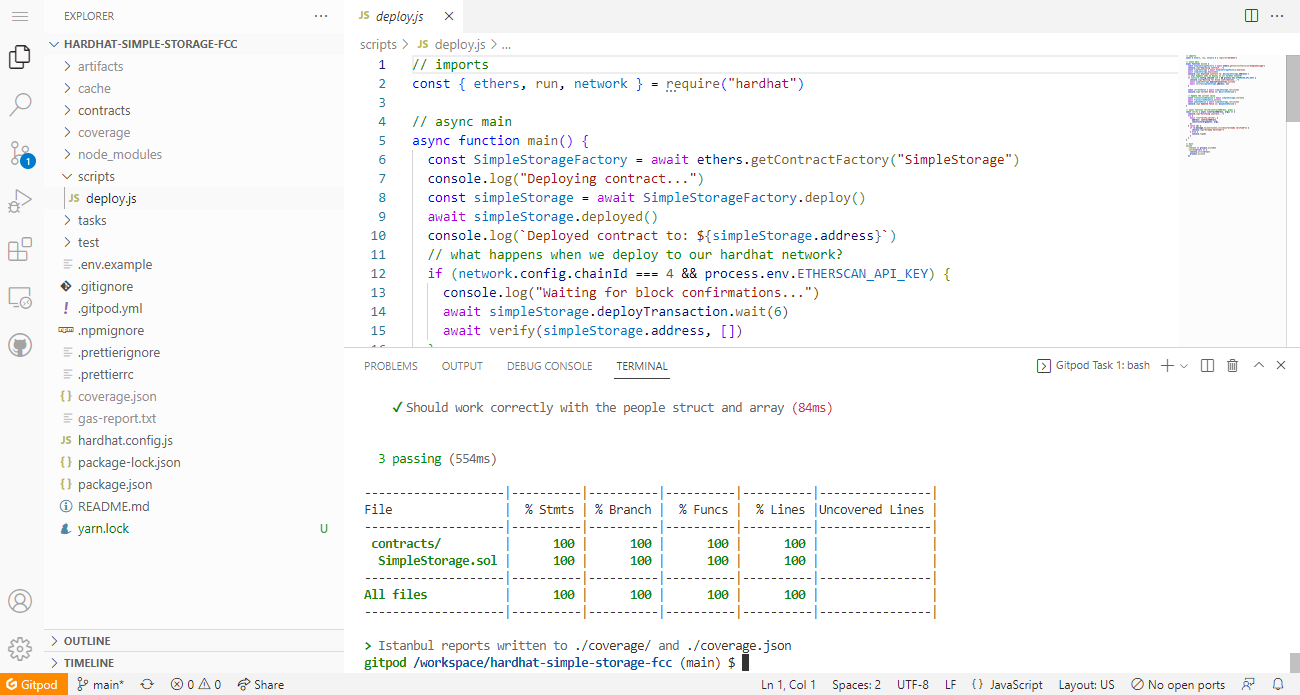 EXPLORER
HARDHAT-SIMPLE-STORAGE-FCC
artifacts
cache
contracts
coverage
node_modules
scripts
JS deploy.js
tasks
test
.env.example
.gitignore
! .gitpod.yml
.npmignore
.prettierignore
.prettierrc
{} coverage.json
gas-report.txt
JS hardhat.config.js
{} package-lock.json
{} package.json
README.md
yarn.lock U
OUTLINE
TIMELINE
1
JS deploy.js
scripts > JS deploy.js > ...
1 // imports
2 const { ethers, run, network } = require("hardhat")
3
4 // async main
5 async function main() {
6 const SimpleStorageFactory = await ethers.getContractFactory("SimpleStorage")
7 console.log("Deploying contract...")
8 const simpleStorage = await SimpleStorageFactory.deploy()
9 await simpleStorage.deployed()
10 console.log(`Deployed contract to: ${simpleStorage.address}`)
11 // what happens when we deploy to our hardhat network?
12 if (network.config.chainId === 4 && process.env.ETHERSCAN_API_KEY) {
13 console.log("Waiting for block confirmations...")
14 await simpleStorage.deployTransaction.wait(6)
15 await verify(simpleStorage.address, [])
PROBLEMS OUTPUT DEBUG CONSOLE TERMINAL
Gitpod Task 1: bash
✓ Should work correctly with the people struct and array (84ms)
3 passing (554ms)
--------------------|----------|----------|----------|----------|----------------|
File | % Stmts | % Branch | % Funcs | % Lines |Uncovered Lines |
--------------------|----------|----------|----------|----------|----------------|
contracts/ | 100 | 100 | 100 | 100 | |
SimpleStorage.sol | 100 | 100 | 100 | 100 | |
--------------------|----------|----------|----------|----------|----------------|
All files | 100 | 100 | 100 | 100 | |
--------------------|----------|----------|----------|----------|----------------|
> Istanbul reports written to ./coverage/ and ./coverage.json
gitpod /workspace/hardhat-simple-storage-fcc (main) $
Gitpod main* 0 0 Share Ln 1, Col 1 Spaces: 2 UTF-8 LF {} JavaScript Layout: US No open ports